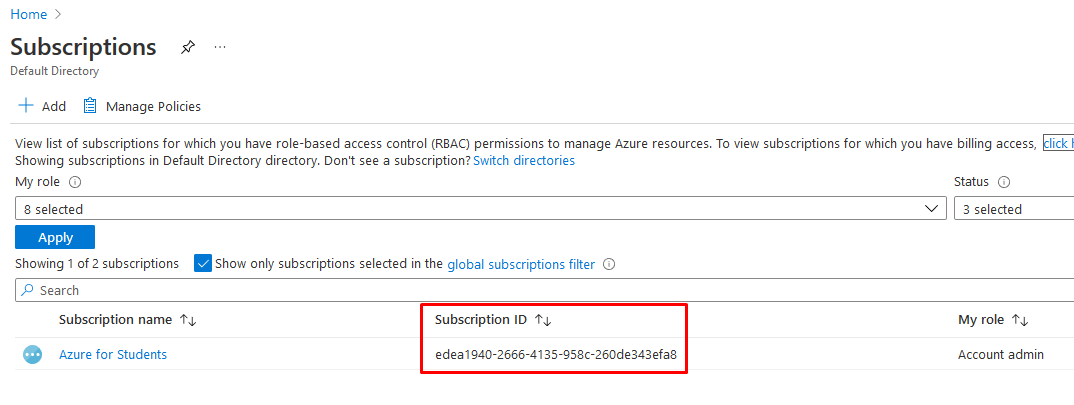 Home >
Subscriptions ...
Default Directory
+ Add Manage Policies
View list of subscriptions for which you have role-based access control (RBAC) permissions to manage Azure resources. To view subscriptions for which you have billing access, click
Showing subscriptions in Default Directory directory. Don't see a subscription? Switch directories
My role Status
8 selected 3 selected
Apply
Showing 1 of 2 subscriptions Show only subscriptions selected in the global subscriptions filter
Search
Subscription name ↑↓ Subscription ID ↑↓ My role ↑↓
Azure for Students edea1940-2666-4135-958c-260de343efa8 Account admin